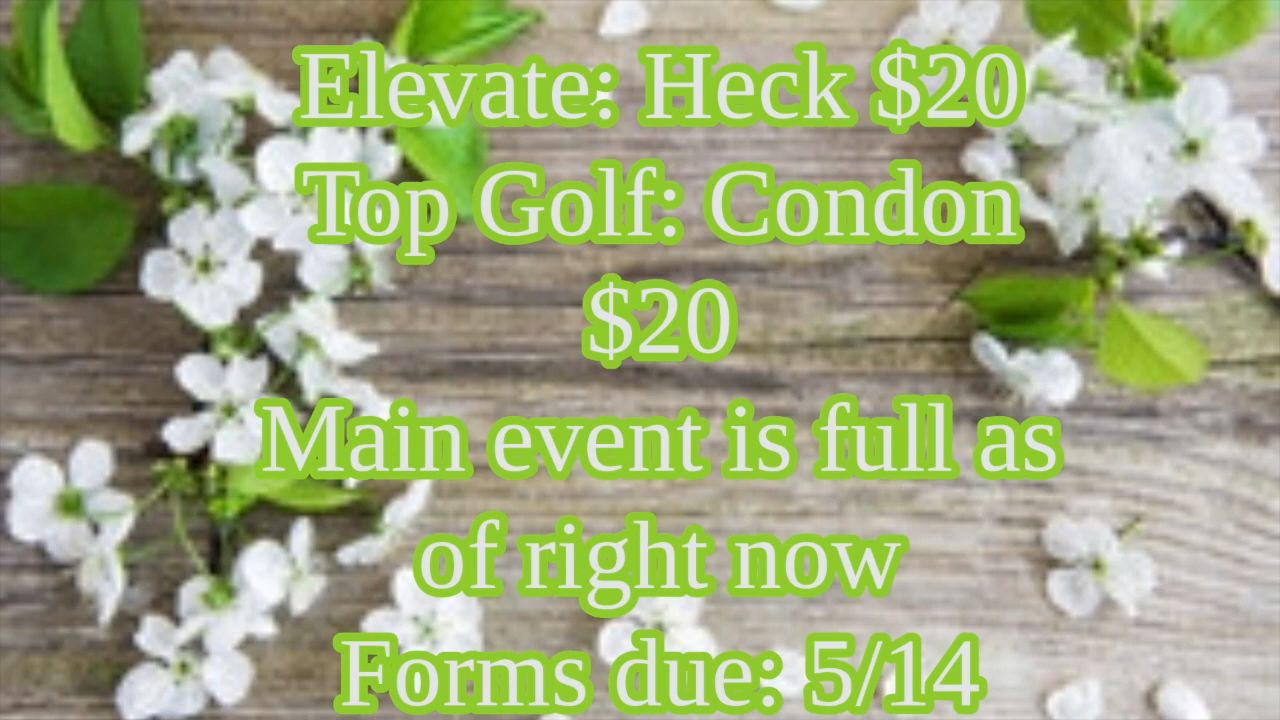 Elevate: Heck $20
Top Golf: Condon
$20
Main event is full as
of right now
Forms due: 5/14